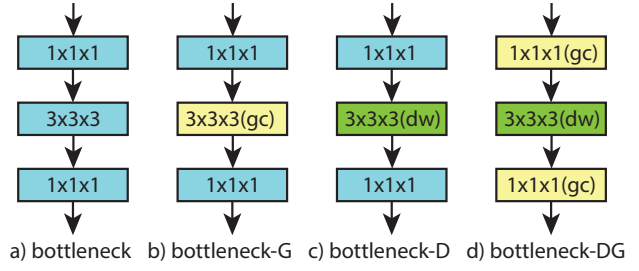 1x1x1 1x1x1 1x1x1 1x1x1(gc)
3x3x3 3x3x3(gc) 3x3x3(dw) 3x3x3(dw)
1x1x1 1x1x1 1x1x1 1x1x1(gc)
a) bottleneck b) bottleneck-G c) bottleneck-D d) bottleneck-DG